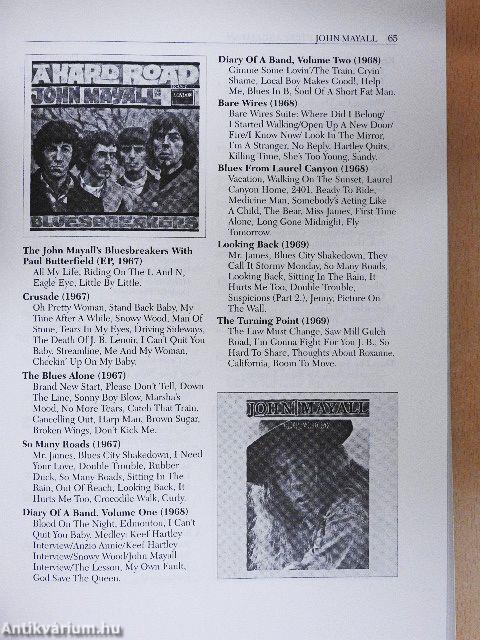 JOHN MAYALL 65
A HARD ROAD
JOHN MAYALL
BLUESBREAKERS
The John Mayall's Bluesbreakers With
Paul Butterfield (EP, 1967)
All My Life, Riding On The L And N,
Eagle Eye, Little By Little.
Crusade (1967)
Oh Pretty Woman, Stand Back Baby, My
Time After A While, Snowy Wood, Man Of
Stone, Tears In My Eyes, Driving Sideways,
The Death Of J. B. Lenoir, I Can't Quit You
Baby, Streamline, Me And My Woman,
Checkin' Up On My Baby.
The Blues Alone (1967)
Brand New Start, Please Don't Tell, Down
The Lane, Sonny Boy Blow, Marsha's
Mood, No More Tears, Catch That Train,
Cancelling Out, Harp Man, Brown Sugar,
Broken Wings, Don't Kick Me.
So Many Roads (1967)
Mr. James, Blues City Shakedown, I Need
Your Love, Double Trouble, Rubber
Duck, So Many Roads, Sitting In The
Rain, Out Of Reach, Looking Back, It
Hurts Me Too, Crocodile Walk, Curly.
Diary Of A Band, Volume One (1968)
Blood On The Night, Edmonton, I Can't
Quit You Baby, Medley: Keef Hartley
Interview/Anzio Annie/Keef Hartley
Interview/Snowy Wood/John Mayall
Interview/The Lesson, My Own Fault,
God Save The Queen.
Diary Of A Band, Volume Two (1968)
Gimme Some Lovin'/The Train, Cryin'
Shame, Local Boy Makes Good!, Help
Me, Blues In B, Soul Of A Short Fat Man.
Bare Wires (1968)
Bare Wires Suite: Where Did I Belong/
I Started Walking/Open Up A New Door/
Fire/I Know Now/ Look In The Mirror,
I'm A Stranger, No Reply, Hartley Quits,
Killing Time, She's Too Young, Sandy.
Blues From Laurel Canyon (1968)
Vacation, Walking On The Sunset, Laurel
Canyon Home, 2401, Ready To Ride,
Medicine Man, Somebody's Acting Like
A Child, The Bear, Miss James, First Time
Alone, Long Gone Midnight, Fly
Tomorrow.
Looking Back (1969)
Mr. James, Blues City Shakedown, They
Call It Stormy Monday, So Many Roads,
Looking Back, Sitting In The Rain, It
Hurts Me Too, Double Trouble,
Suspicions (Part 2.), Jenny, Picture On
The Wall.
The Turning Point (1969)
The Law Must Change, Saw Mill Gulch
Road, I'm Gonna Fight For You J. B., So
Hard To Share, Thoughts About Roxanne,
California, Room To Move.
JOHN MAYALL
Antikvárium.hu